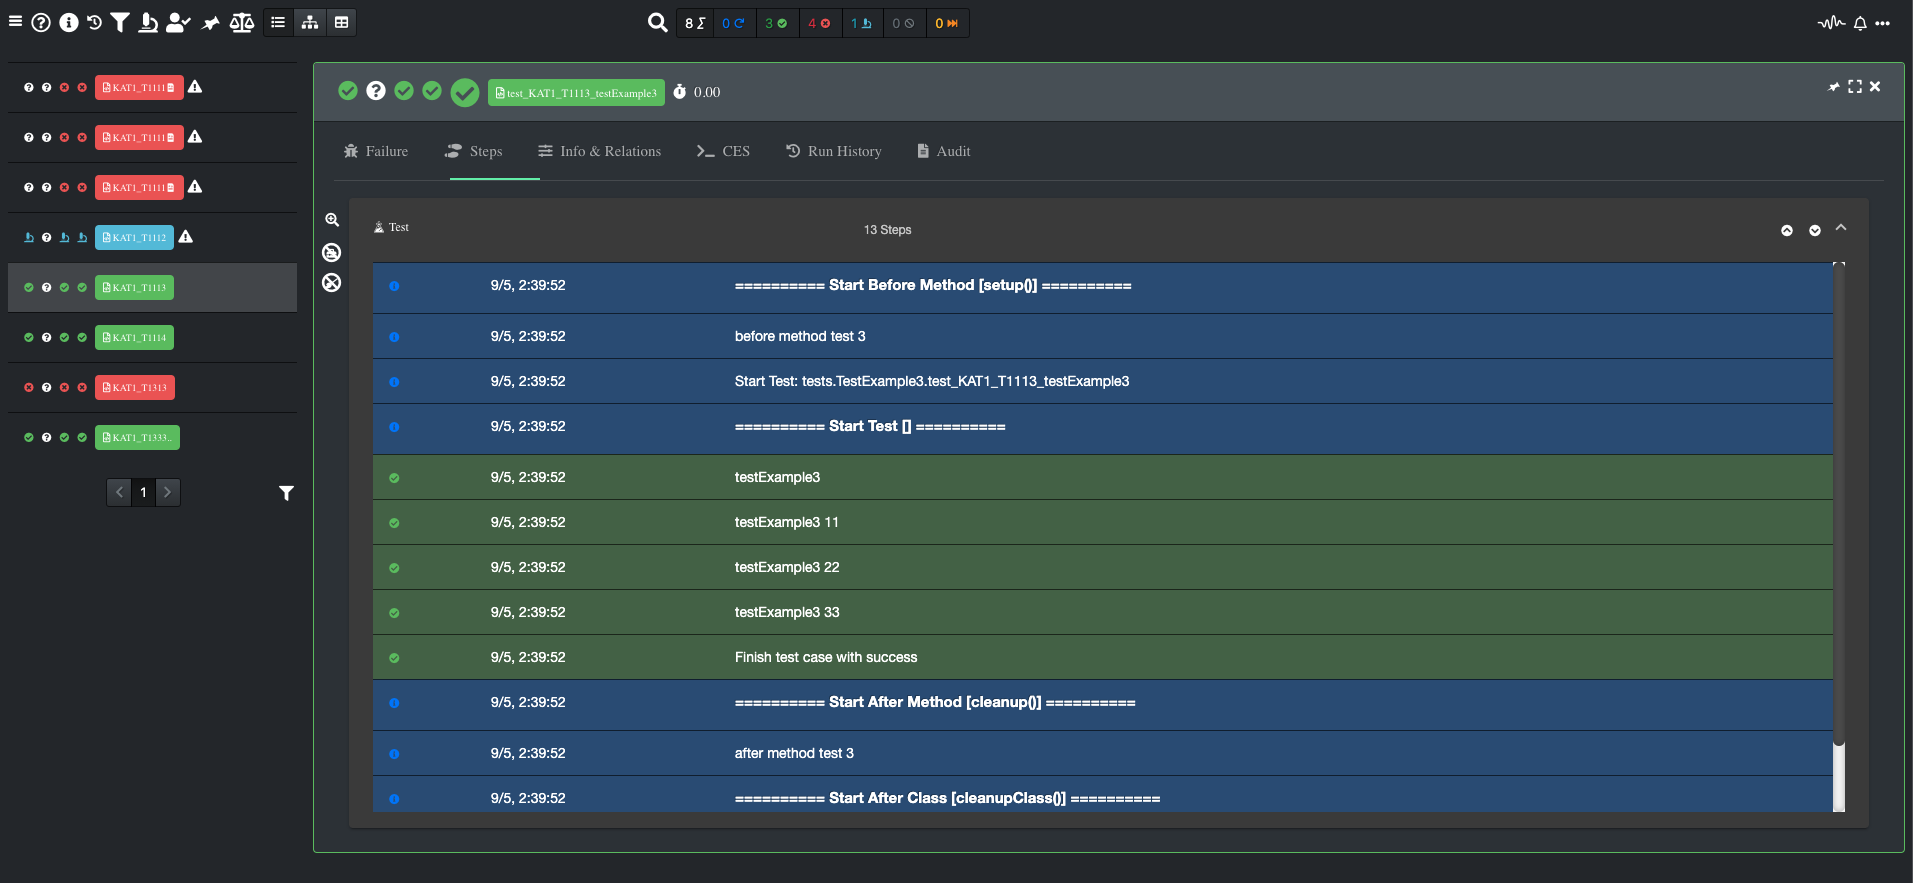 8 Σ 0 3 4 1 0 0
KAT1_T1111
KAT1_T1111
KAT1_T1111
KAT1_T1112
KAT1_T1113
KAT1_T1114
KAT1_T1313
KAT1_T1333..
1
test_KAT1_T1113_testExample3 0.00
Failure Steps Info & Relations CES Run History Audit
Test 13 Steps
9/5, 2:39:52 ========== Start Before Method [setup()] ==========
9/5, 2:39:52 before method test 3
9/5, 2:39:52 Start Test: tests.TestExample3.test_KAT1_T1113_testExample3
9/5, 2:39:52 ========== Start Test [] ==========
9/5, 2:39:52 testExample3
9/5, 2:39:52 testExample3 11
9/5, 2:39:52 testExample3 22
9/5, 2:39:52 testExample3 33
9/5, 2:39:52 Finish test case with success
9/5, 2:39:52 ========== Start After Method [cleanup()] ==========
9/5, 2:39:52 after method test 3
9/5, 2:39:52 ========== Start After Class [cleanupClass()] ==========